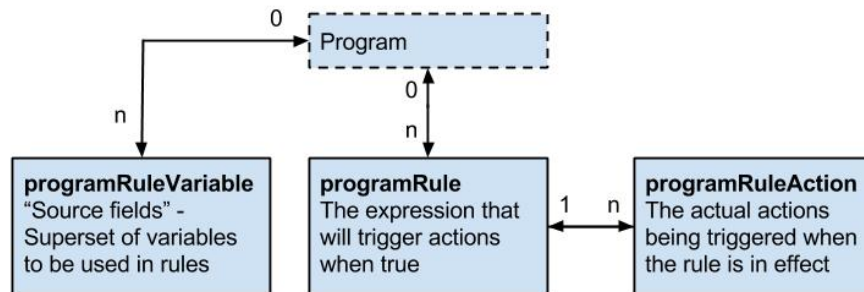 0
Program
0
n
n
programRuleVariable
“Source fields” -
Superset of variables
to be used in rules
programRule
The expression that
will trigger actions
when true
1
n
programRuleAction
The actual actions
being triggered when
the rule is in effect